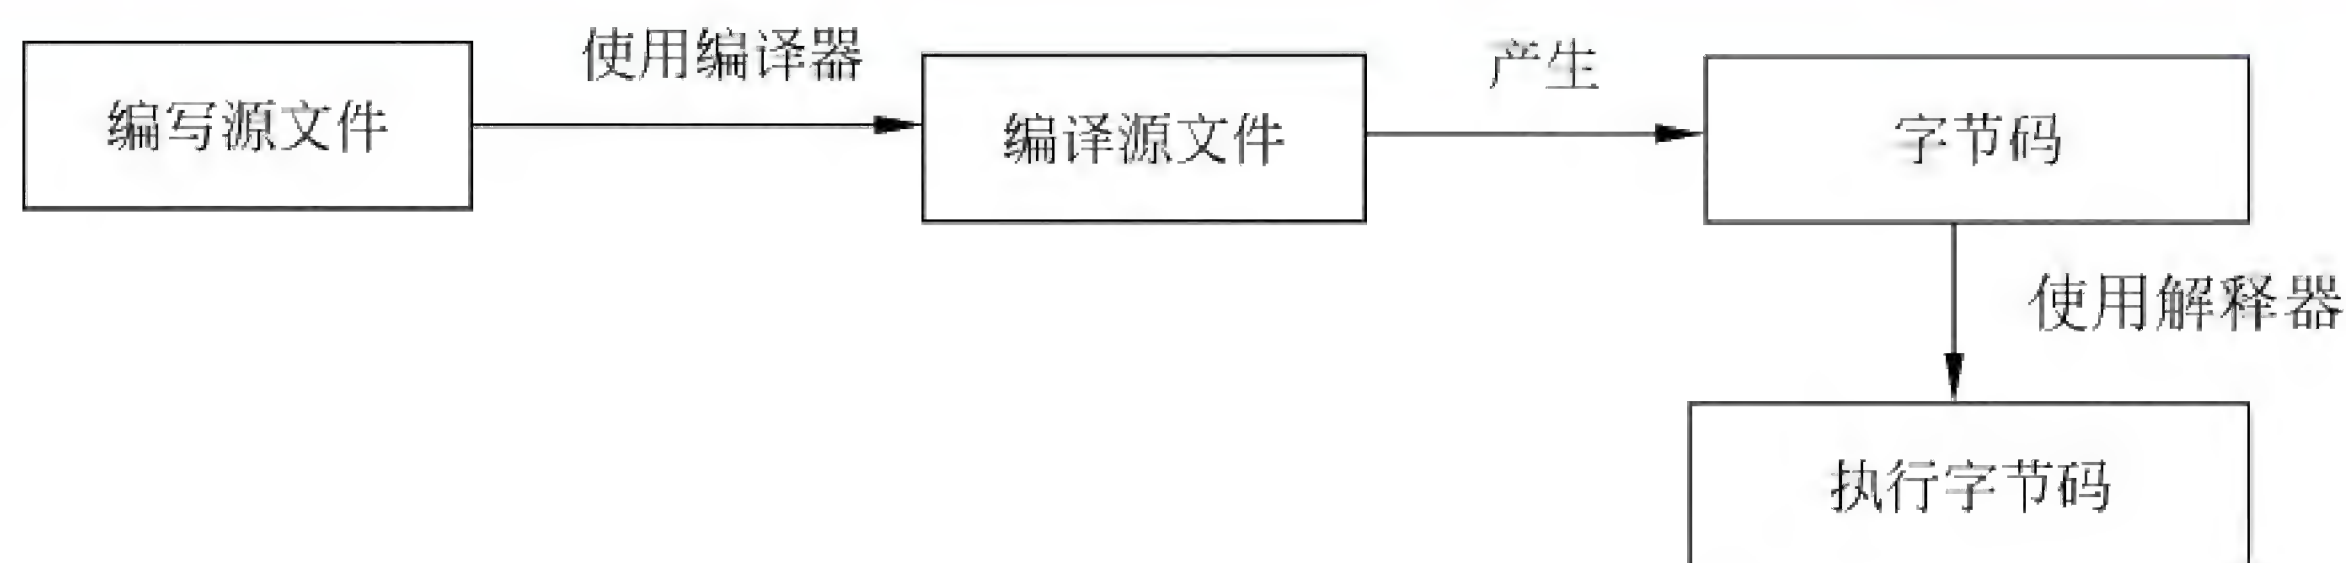 使用编译器
产生
编写源文件
编译源文件
字节码
使用解释器
执行字节码